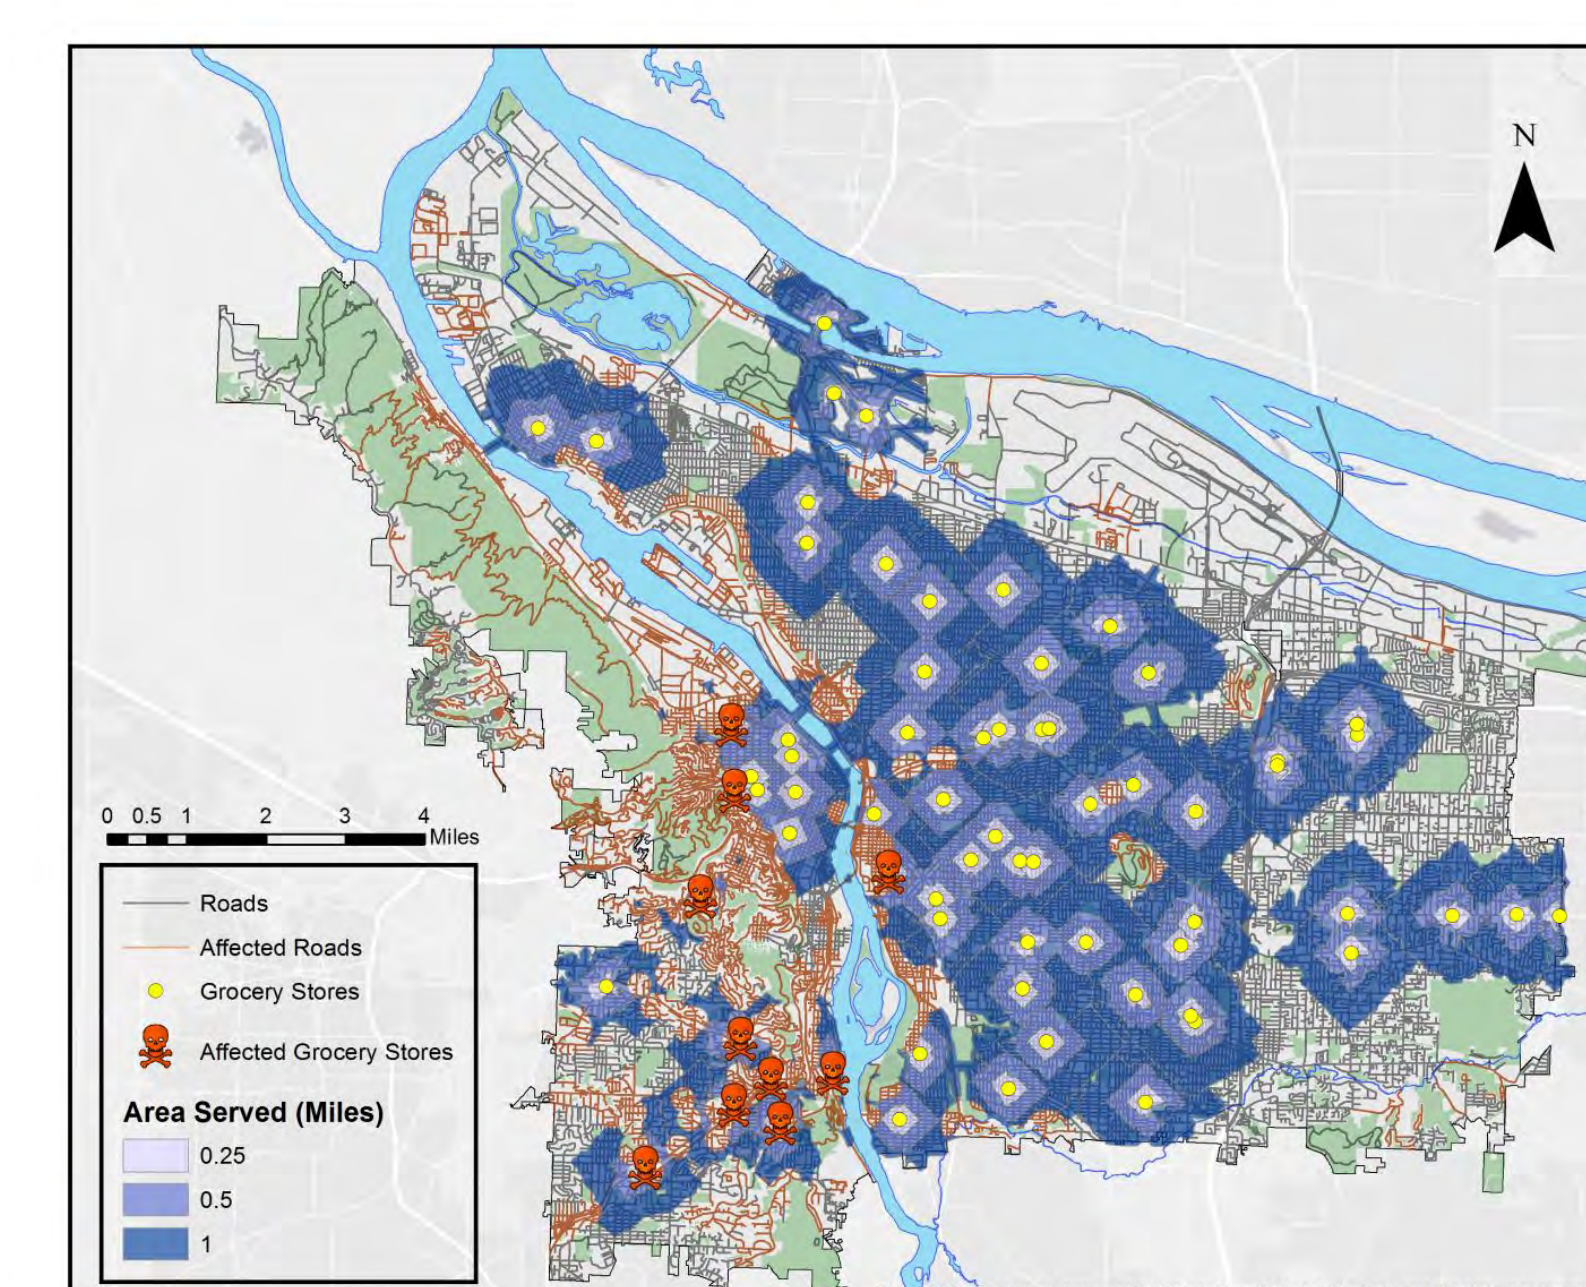 N
0 0.5 1 2 3 4
Miles
Roads
Affected Roads
Grocery Stores
Affected Grocery Stores
Area Served (Miles)
0.25
0.5
1